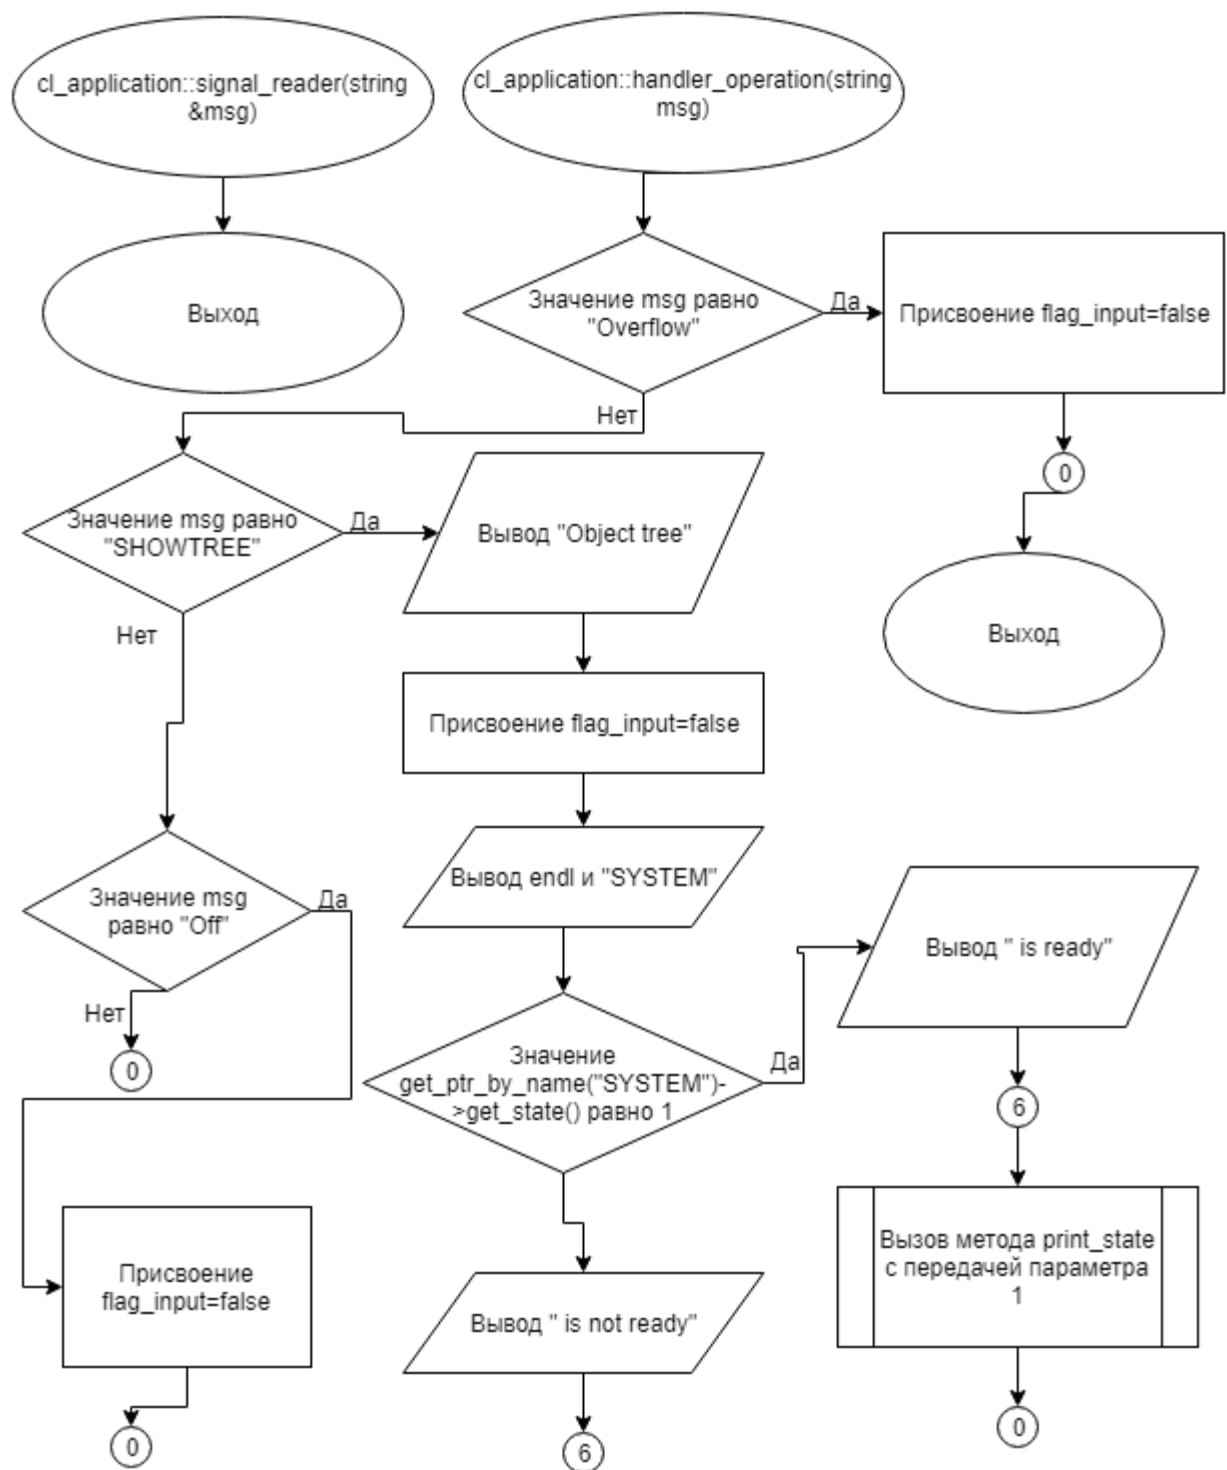 cl_application::signal_reader(string
&msg)
cl_application::handler_operation(string
msg)
Выход
Значение msg равно
"Overflow"
Да
Присвоение flag_input=false
Нет
0
Значение msg равно
"SHOWTREE"
Да
Вывод "Object tree"
Выход
Нет
Присвоение flag_input=false
Значение msg
равно "Off"
Да
Вывод endl и "SYSTEM"
Вывод " is ready"
Нет
0
Значение
get_ptr_by_name("SYSTEM")-
>get_state() равно 1
Да
6
Присвоение
flag_input=false
Вызов метода print_state
с передачей параметра
1
Вывод " is not ready"
0
6
0